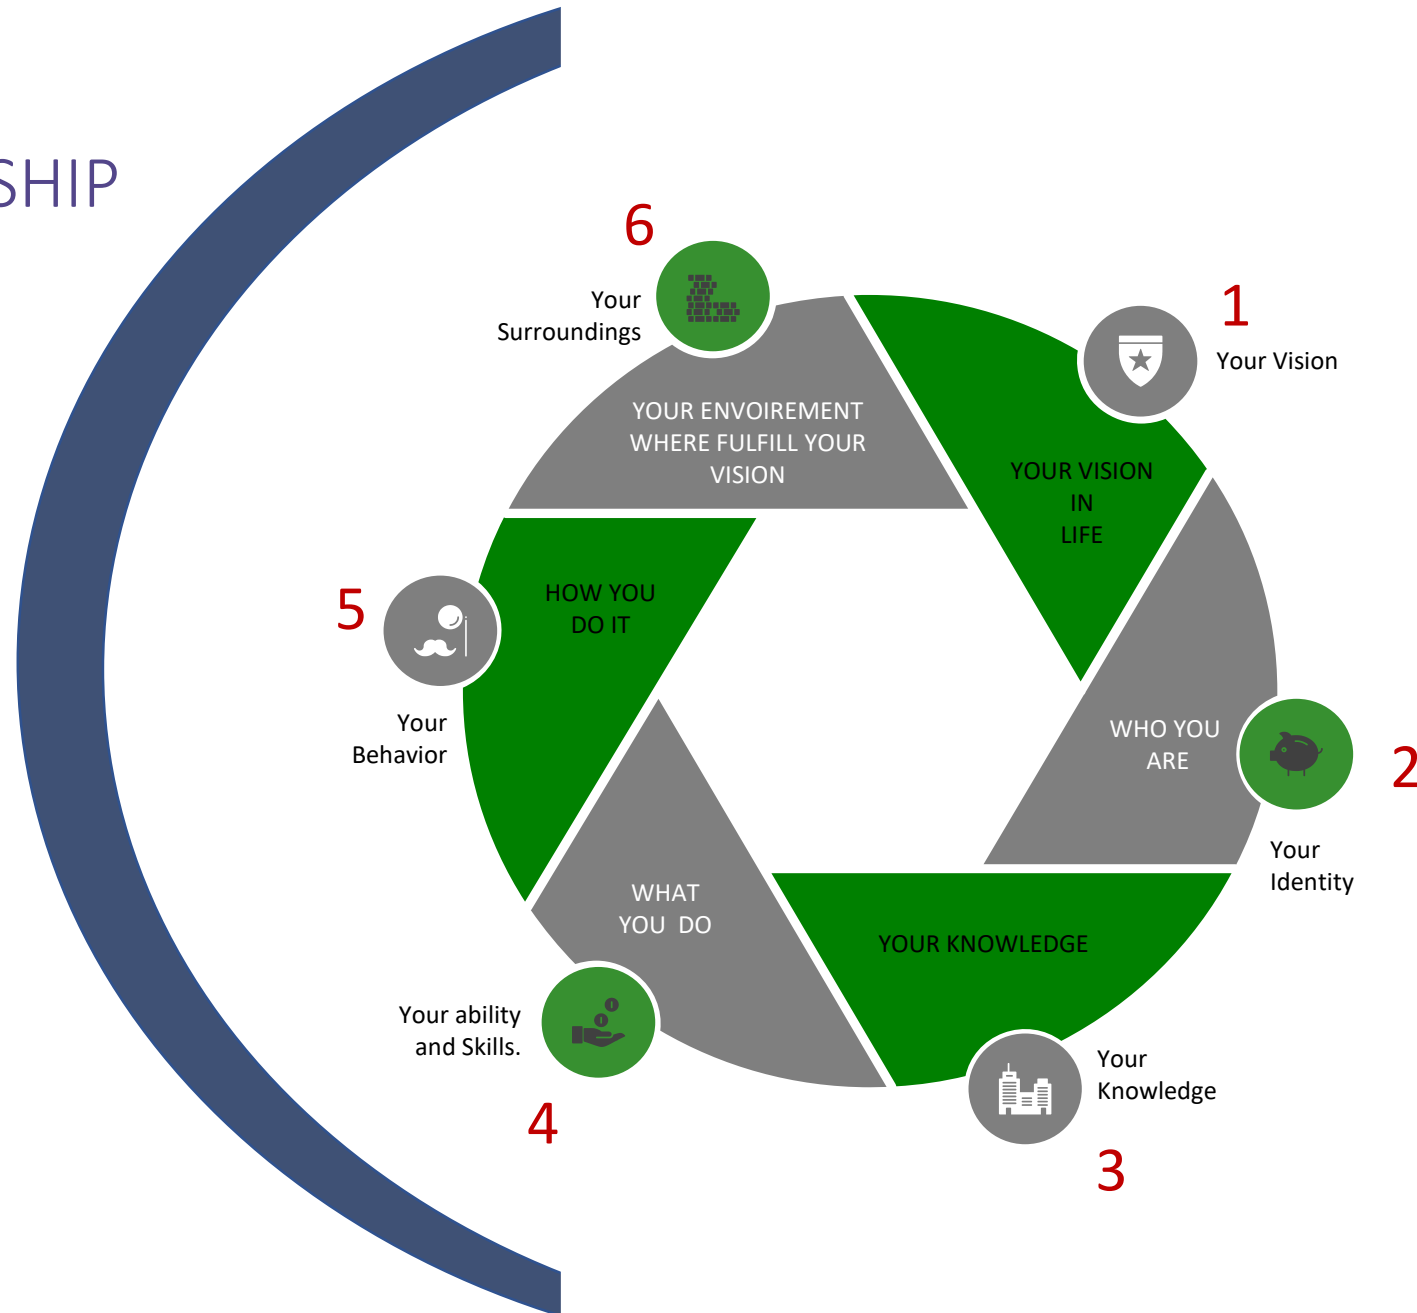 SHIP
6
Your
Surroundings
YOUR ENVOIREMENT
WHERE FULFILL YOUR
VISION
1
Your Vision
YOUR VISION
IN
LIFE
5
Your
Behavior
HOW YOU
DO IT
WHO YOU
ARE
2
Your
Identity
WHAT
YOU DO
YOUR KNOWLEDGE
Your ability
and Skills.
4
Your
Knowledge
3